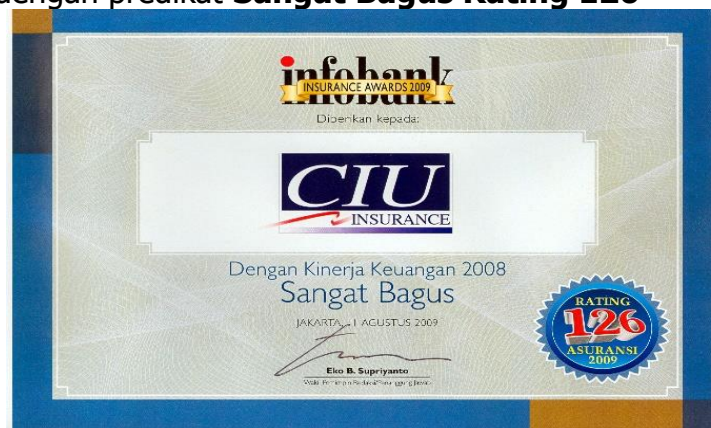 dengan predikat Sangat Bagus Rating 126
infobank
INSURANCE AWARDS 2009
Diberikan kepada:
CIU
INSURANCE
Dengan Kinerja Keuangan 2008
Sangat Bagus
JAKARTA, 11 AGUSTUS 2009
Eko B. Supriyanto
RATING
126
ASURANSI
2009